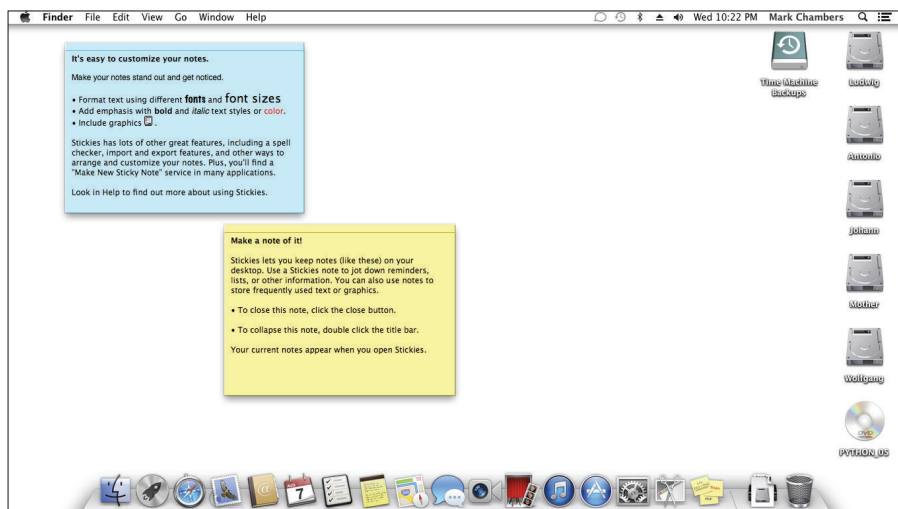 Finder File Edit View Go Window Help
Wed 10:22 PM Mark Chambers
It's easy to customize your notes.
Make your notes stand out and get noticed.
• Format text using different fonts and font sizes
• Add emphasis with bold and italic text styles or color.
• Include graphics .
Stickies has lots of other great features, including a spell
checker, import and export features, and other ways to
arrange and customize your notes. Plus, you'll find a
"Make New Sticky Note" service in many applications.
Look in Help to find out more about using Stickies.
Make a note of it!
Stickies lets you keep notes (like these) on your
desktop. Use a Stickies note to jot down reminders,
lists, or other information. You can also use notes to
store frequently used text or graphics.
• To close this note, click the close button.
• To collapse this note, double click the title bar.
Your current notes appear when you open Stickies.
Time Machine
Backups
Ludwig
Antonio
Johann
Mother
Wolfgang
DVD
PYTHON_05
7